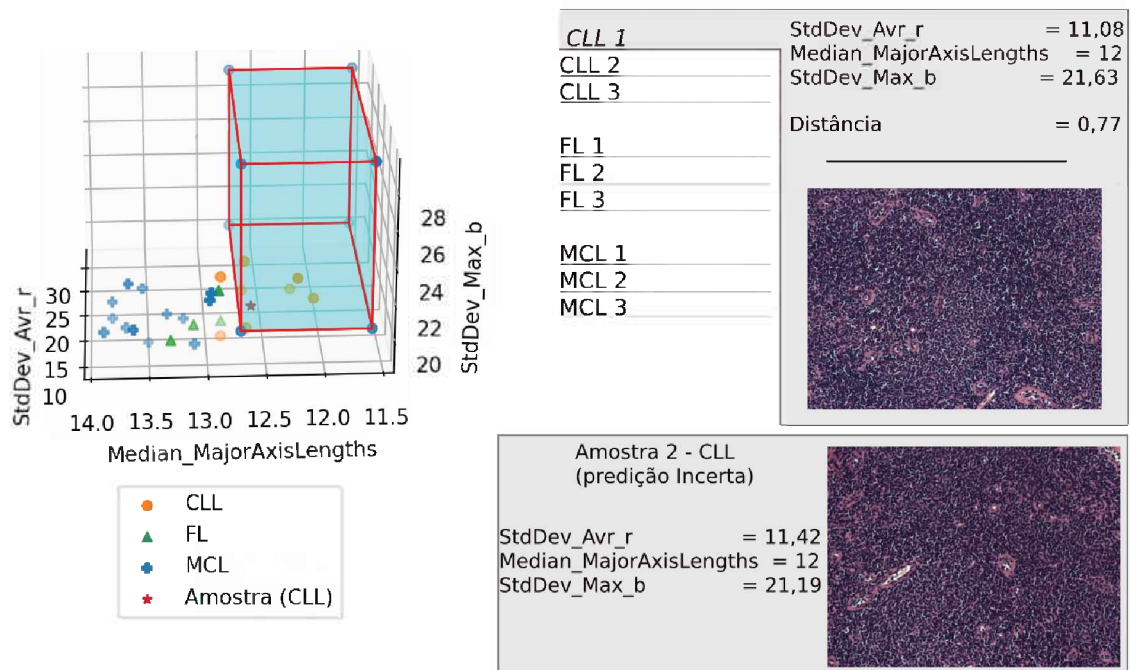 StdDev_Avr_r
30
25
20
15
10
14.0 13.5 13.0 12.5 12.0 11.5
Median_MajorAxisLengths
28
26
24
22
20
StdDev_Max_b
CLL
FL
MCL
Amostra (CLL)
CLL 1
CLL 2
CLL 3
FL 1
FL 2
FL 3
MCL 1
MCL 2
MCL 3
StdDev_Avr_r = 11,08
Median_MajorAxisLengths = 12
StdDev_Max_b = 21,63
Distância = 0,77
Amostra 2 - CLL
(predição Incerta)
StdDev_Avr_r = 11,42
Median_MajorAxisLengths = 12
StdDev_Max_b = 21,19